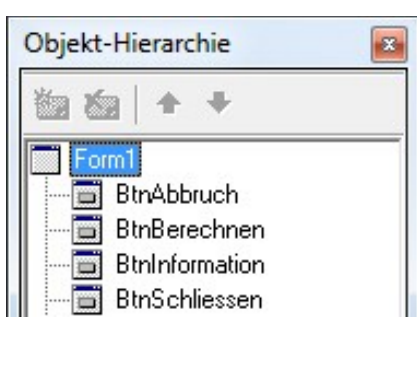 Objekt-Hierarchie
Form1
BtnAbbruch
BtnBerechnen
BtnInformation
BtnSchliessen